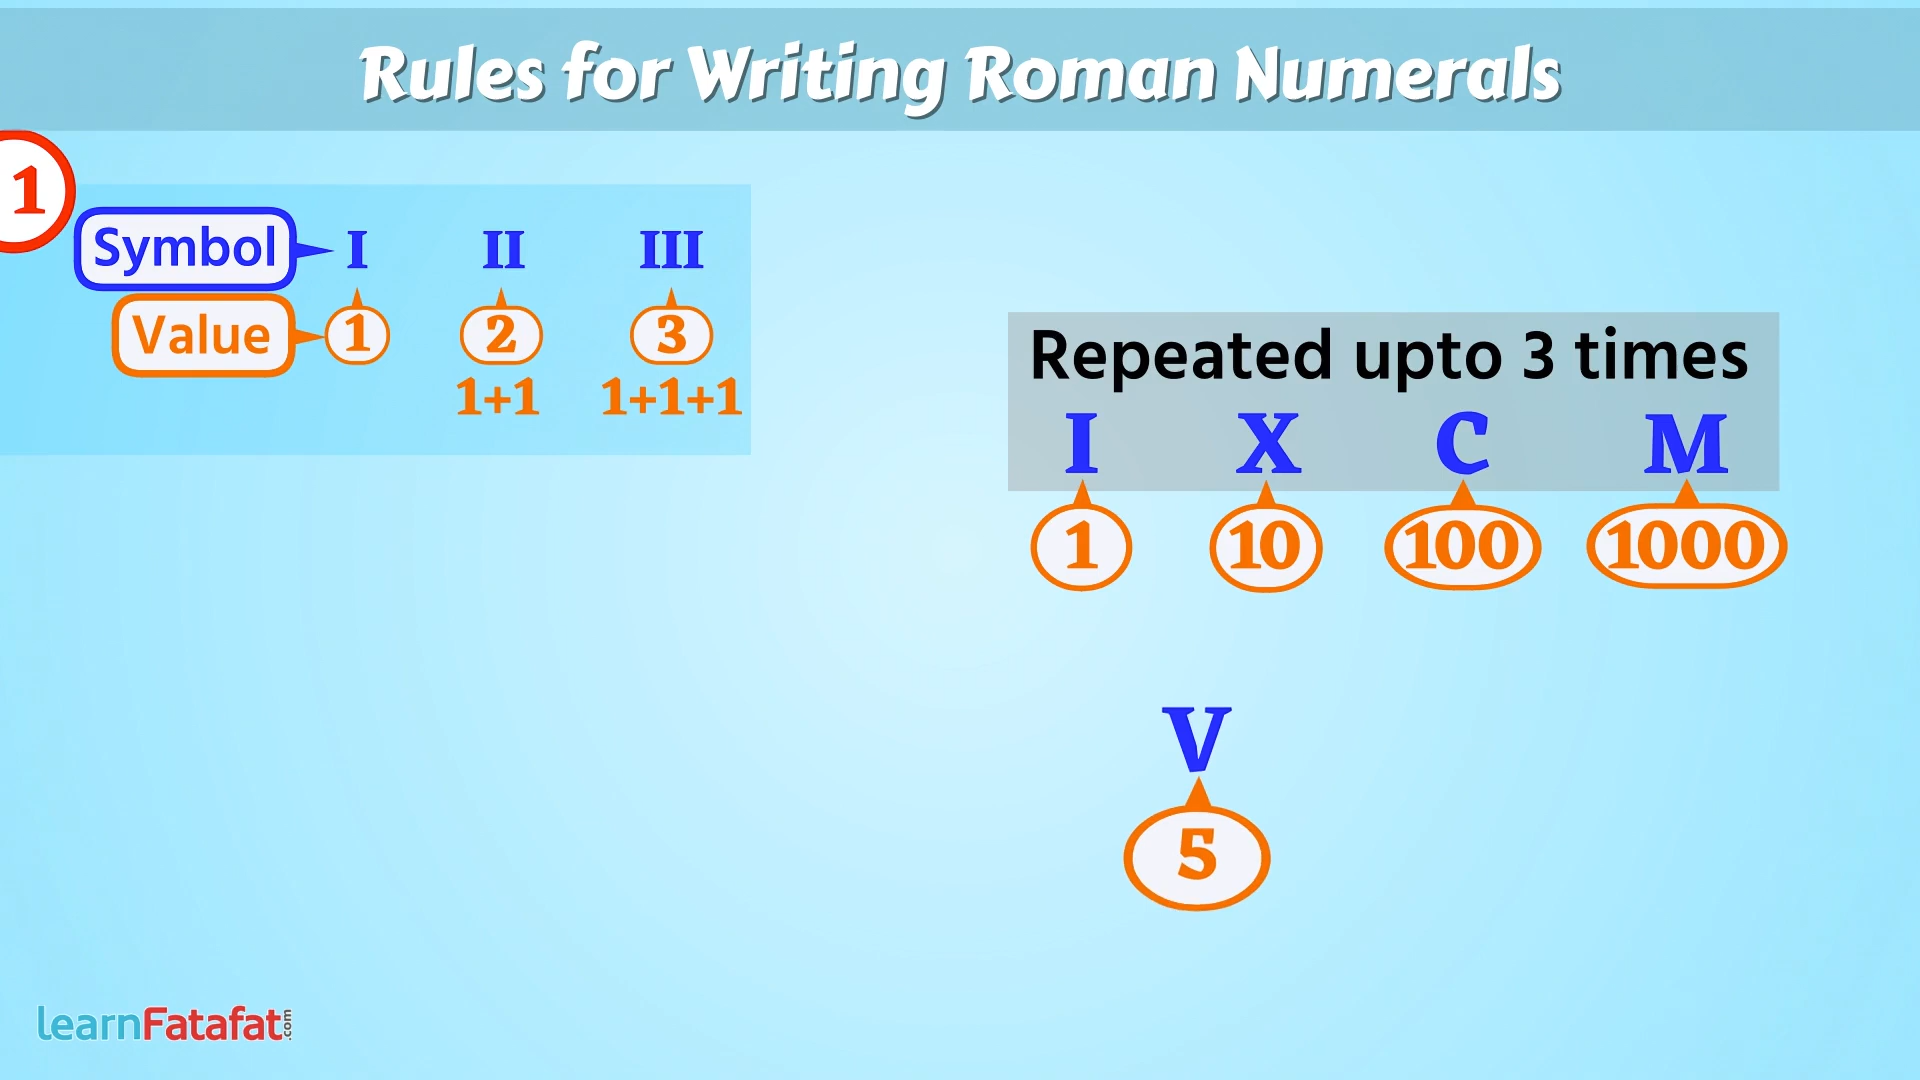 Rules for Writing Roman Numerals
1
Symbol I II III
Value 1 2 3
1+1 1+1+1
Repeated upto 3 times
I X C M
1 10 100 1000
V
5
learnFatafat.com